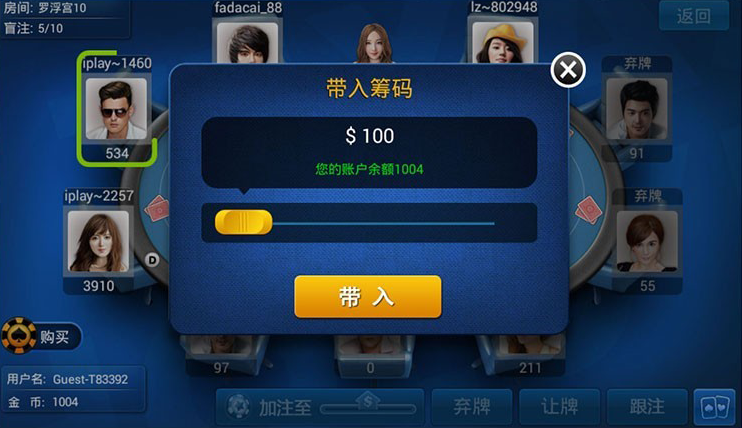 房间: 罗浮宫10
盲注: 5/10
fadacai_88
lz~802948
返回
iplay~1460
弃牌
带入筹码
$ 100
您的账户余额1004
534
91
iplay~2257
弃牌
D
3910
55
带 入
购买
97
0
211
用户名: Guest-T83392
金 币: 1004
加注至
$
弃牌
让牌
跟注